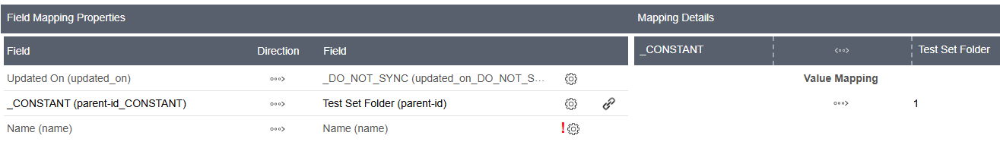 Field Mapping Properties
Mapping Details
Field Direction Field
_CONSTANT Test Set Folder
Updated On (updated_on) _DO_NOT_SYNC (updated_on_DO_NOT_S...
Value Mapping
_CONSTANT (parent-id_CONSTANT) Test Set Folder (parent-id)
1
Name (name) Name (name) !